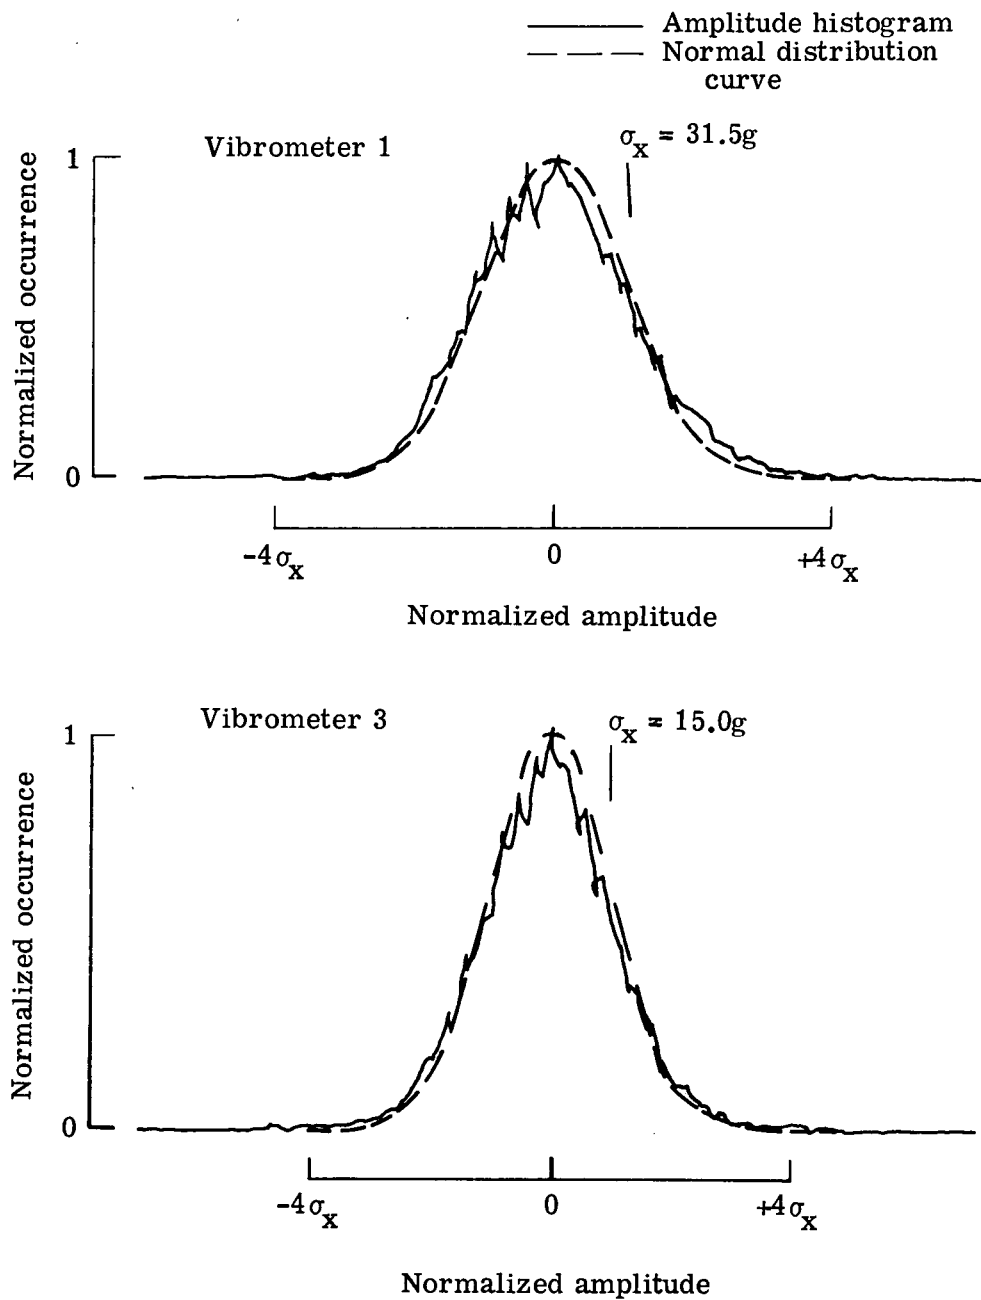 Amplitude histogram
Normal distribution
curve
Vibrometer 1
σx = 31.5g
1
Normalized occurrence
0
-4σx
0
+4σx
Normalized amplitude
Vibrometer 3
σx = 15.0g
1
Normalized occurrence
0
-4σx
0
+4σx
Normalized amplitude